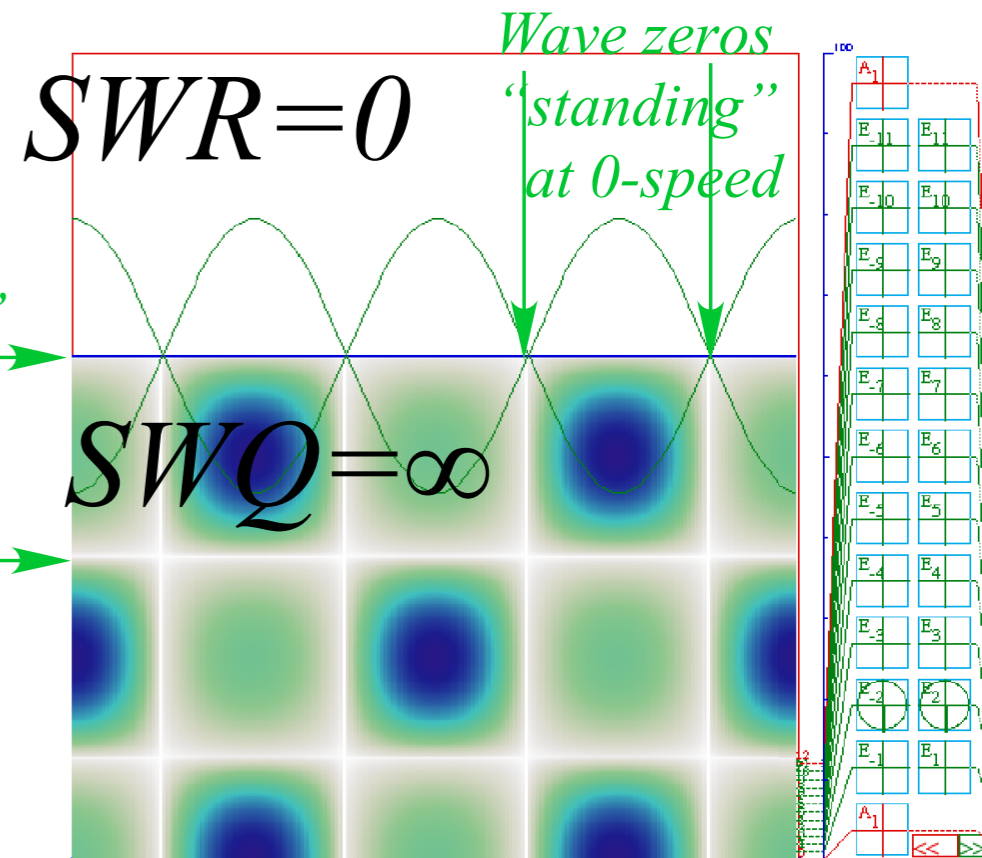 Wave zeros
“standing”
at 0-speed
SWR=0
SWQ=∞
”
A1
E-11 E11
E-10 E10
E-9 E9
E-8 E8
E-7 E7
E-6 E6
E-5 E5
E-4 E4
E-3 E3
E-2 E2
E-1 E1
A1
<< >>
12